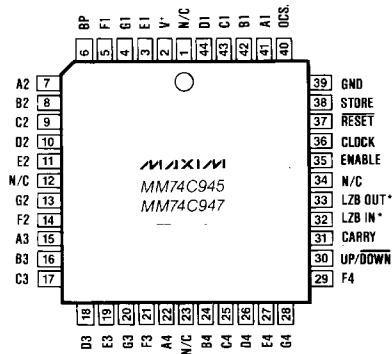 BP F1 G1 E1 V+ N/C D1 C1 B1 A1 OCS.
6 5 4 3 2 1 44 43 42 41 40
A2 7
B2 8
C2 9
D2 10
E2 11
N/C 12
G2 13
F2 14
A3 15
B3 16
C3 17
MAXIM
MM74C945
MM74C947
39 GND
38 STORE
37 RESET
36 CLOCK
35 ENABLE
34 N/C
33 LZB OUT*
32 LZB IN*
31 CARRY
30 UP/DOWN
29 F4
18 19 20 21 22 23 24 25 26 27 28
D3 E3 G3 F3 A4 N/C B4 C4 D4 E4 G4